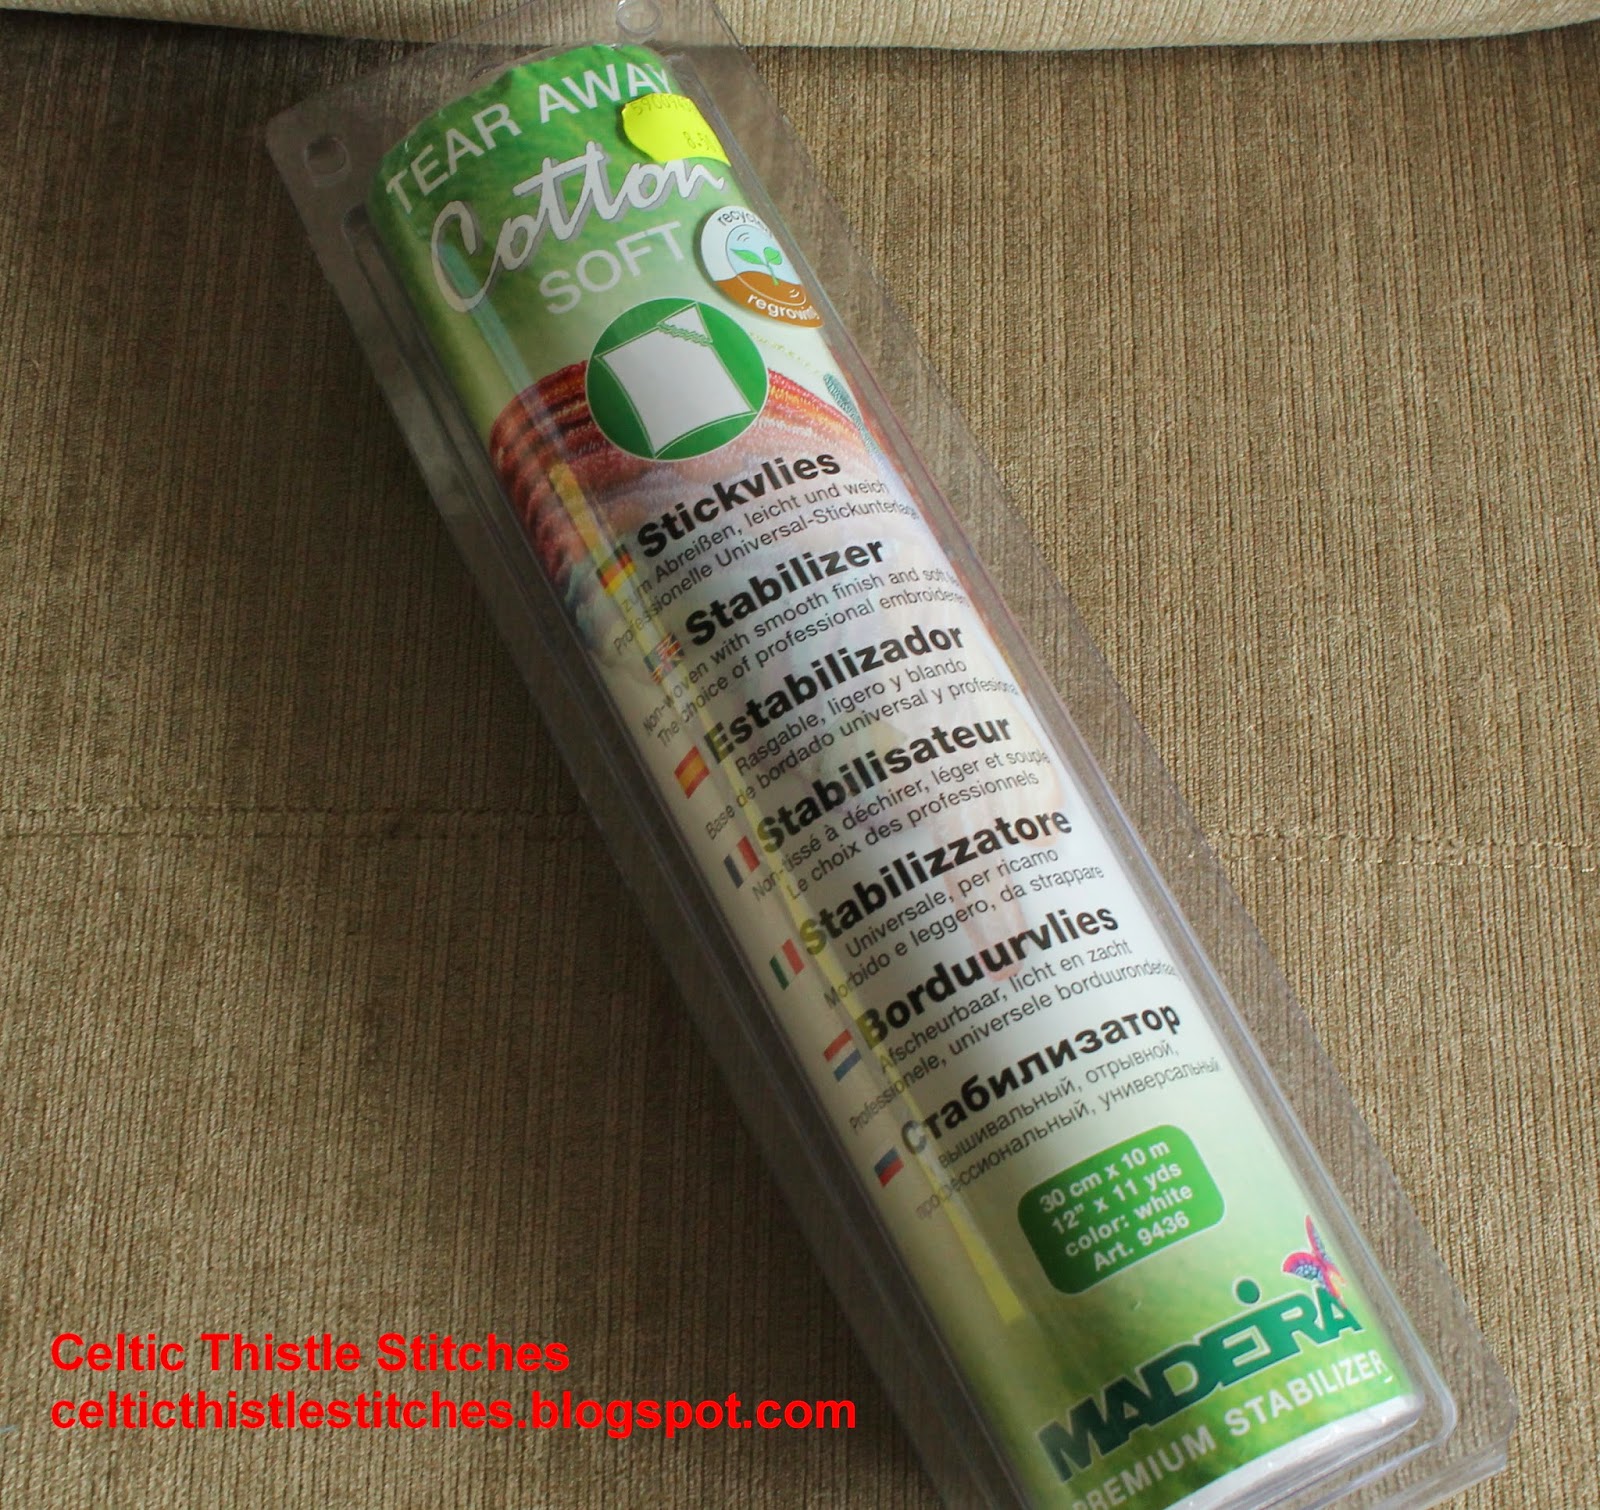 TEAR AWAY
8.50
Cotton
SOFT
regrowing
Stickvlies
zum Abreißen, leicht und weich
Professionelle Universal-Stickunterlage
Stabilizer
Non-woven with smooth finish and soft
The choice of professional embroiderers
Estabilizador
Rasgable, ligero y blando
Base de bordado universal y profesional
Stabilisateur
Non-tissé à déchirer, léger et souple
Le choix des professionnels
Stabilizzatore
Universale, per ricamo
Morbido e leggero, da strappare
Borduurvlies
Afscheurbaar, licht en zacht
Professionele, universele borduuronderlaag
Стабилизатор
вышивальный, отрывной,
профессиональный, универсальный
30 cm x 10 m
12" x 11 yds
color: white
Art. 9436
MADEIRA
PREMIUM STABILIZER
Celtic Thistle Stitches
celticthistlestitches.blogspot.com